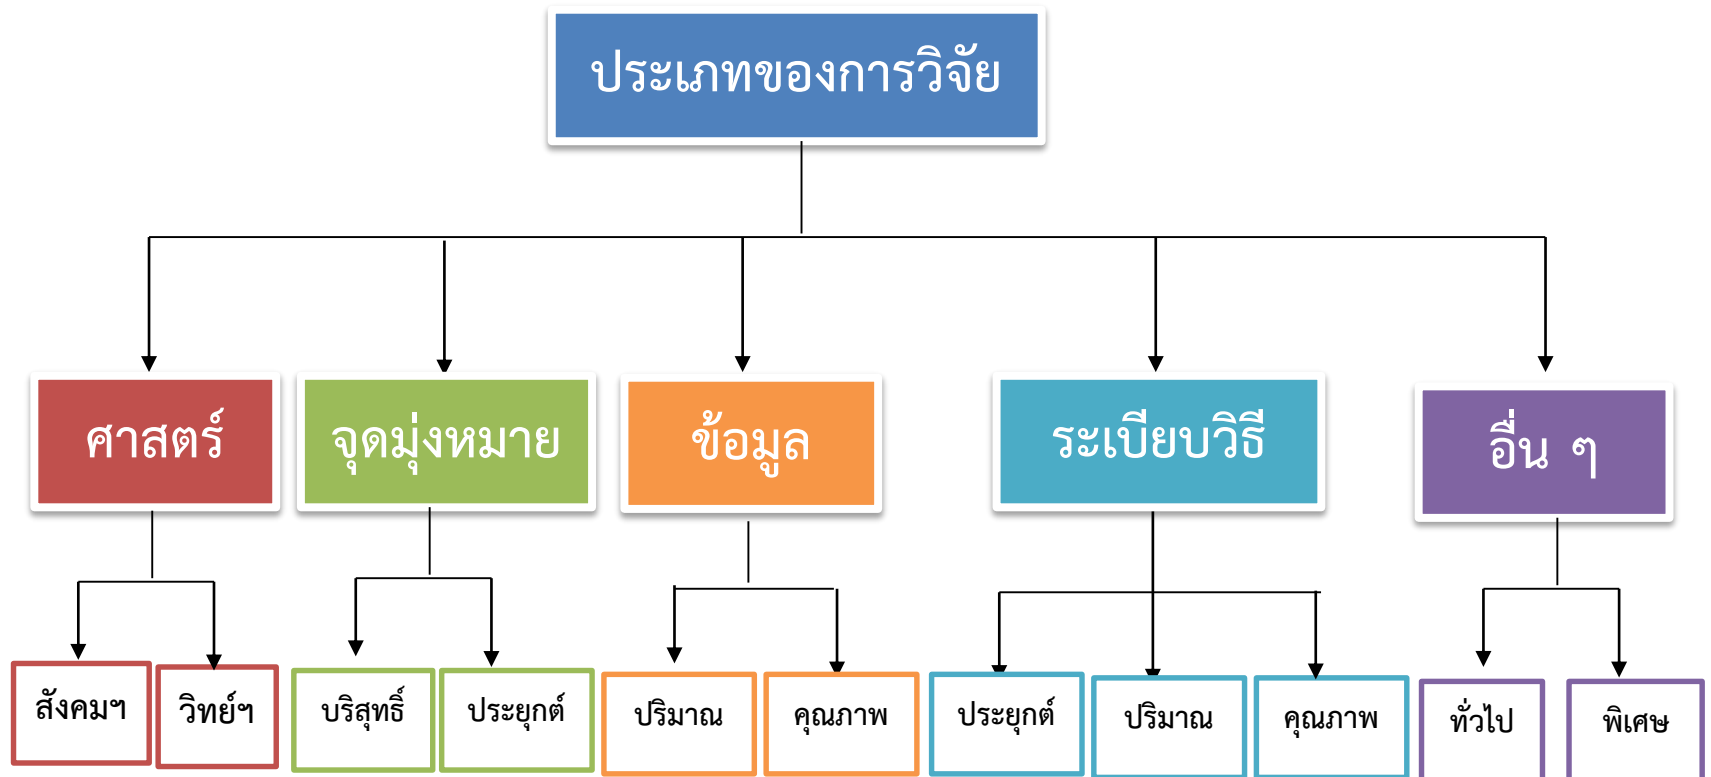 ประเภทของการวิจัย
ศาสตร์
จุดมุ่งหมาย
ข้อมูล
ระเบียบวิธี
อื่น ๆ
สังคมฯ
วิทย์ฯ
บริสุทธิ์
ประยุกต์
ปริมาณ
คุณภาพ
ประยุกต์
ปริมาณ
คุณภาพ
ทั่วไป
พิเศษ